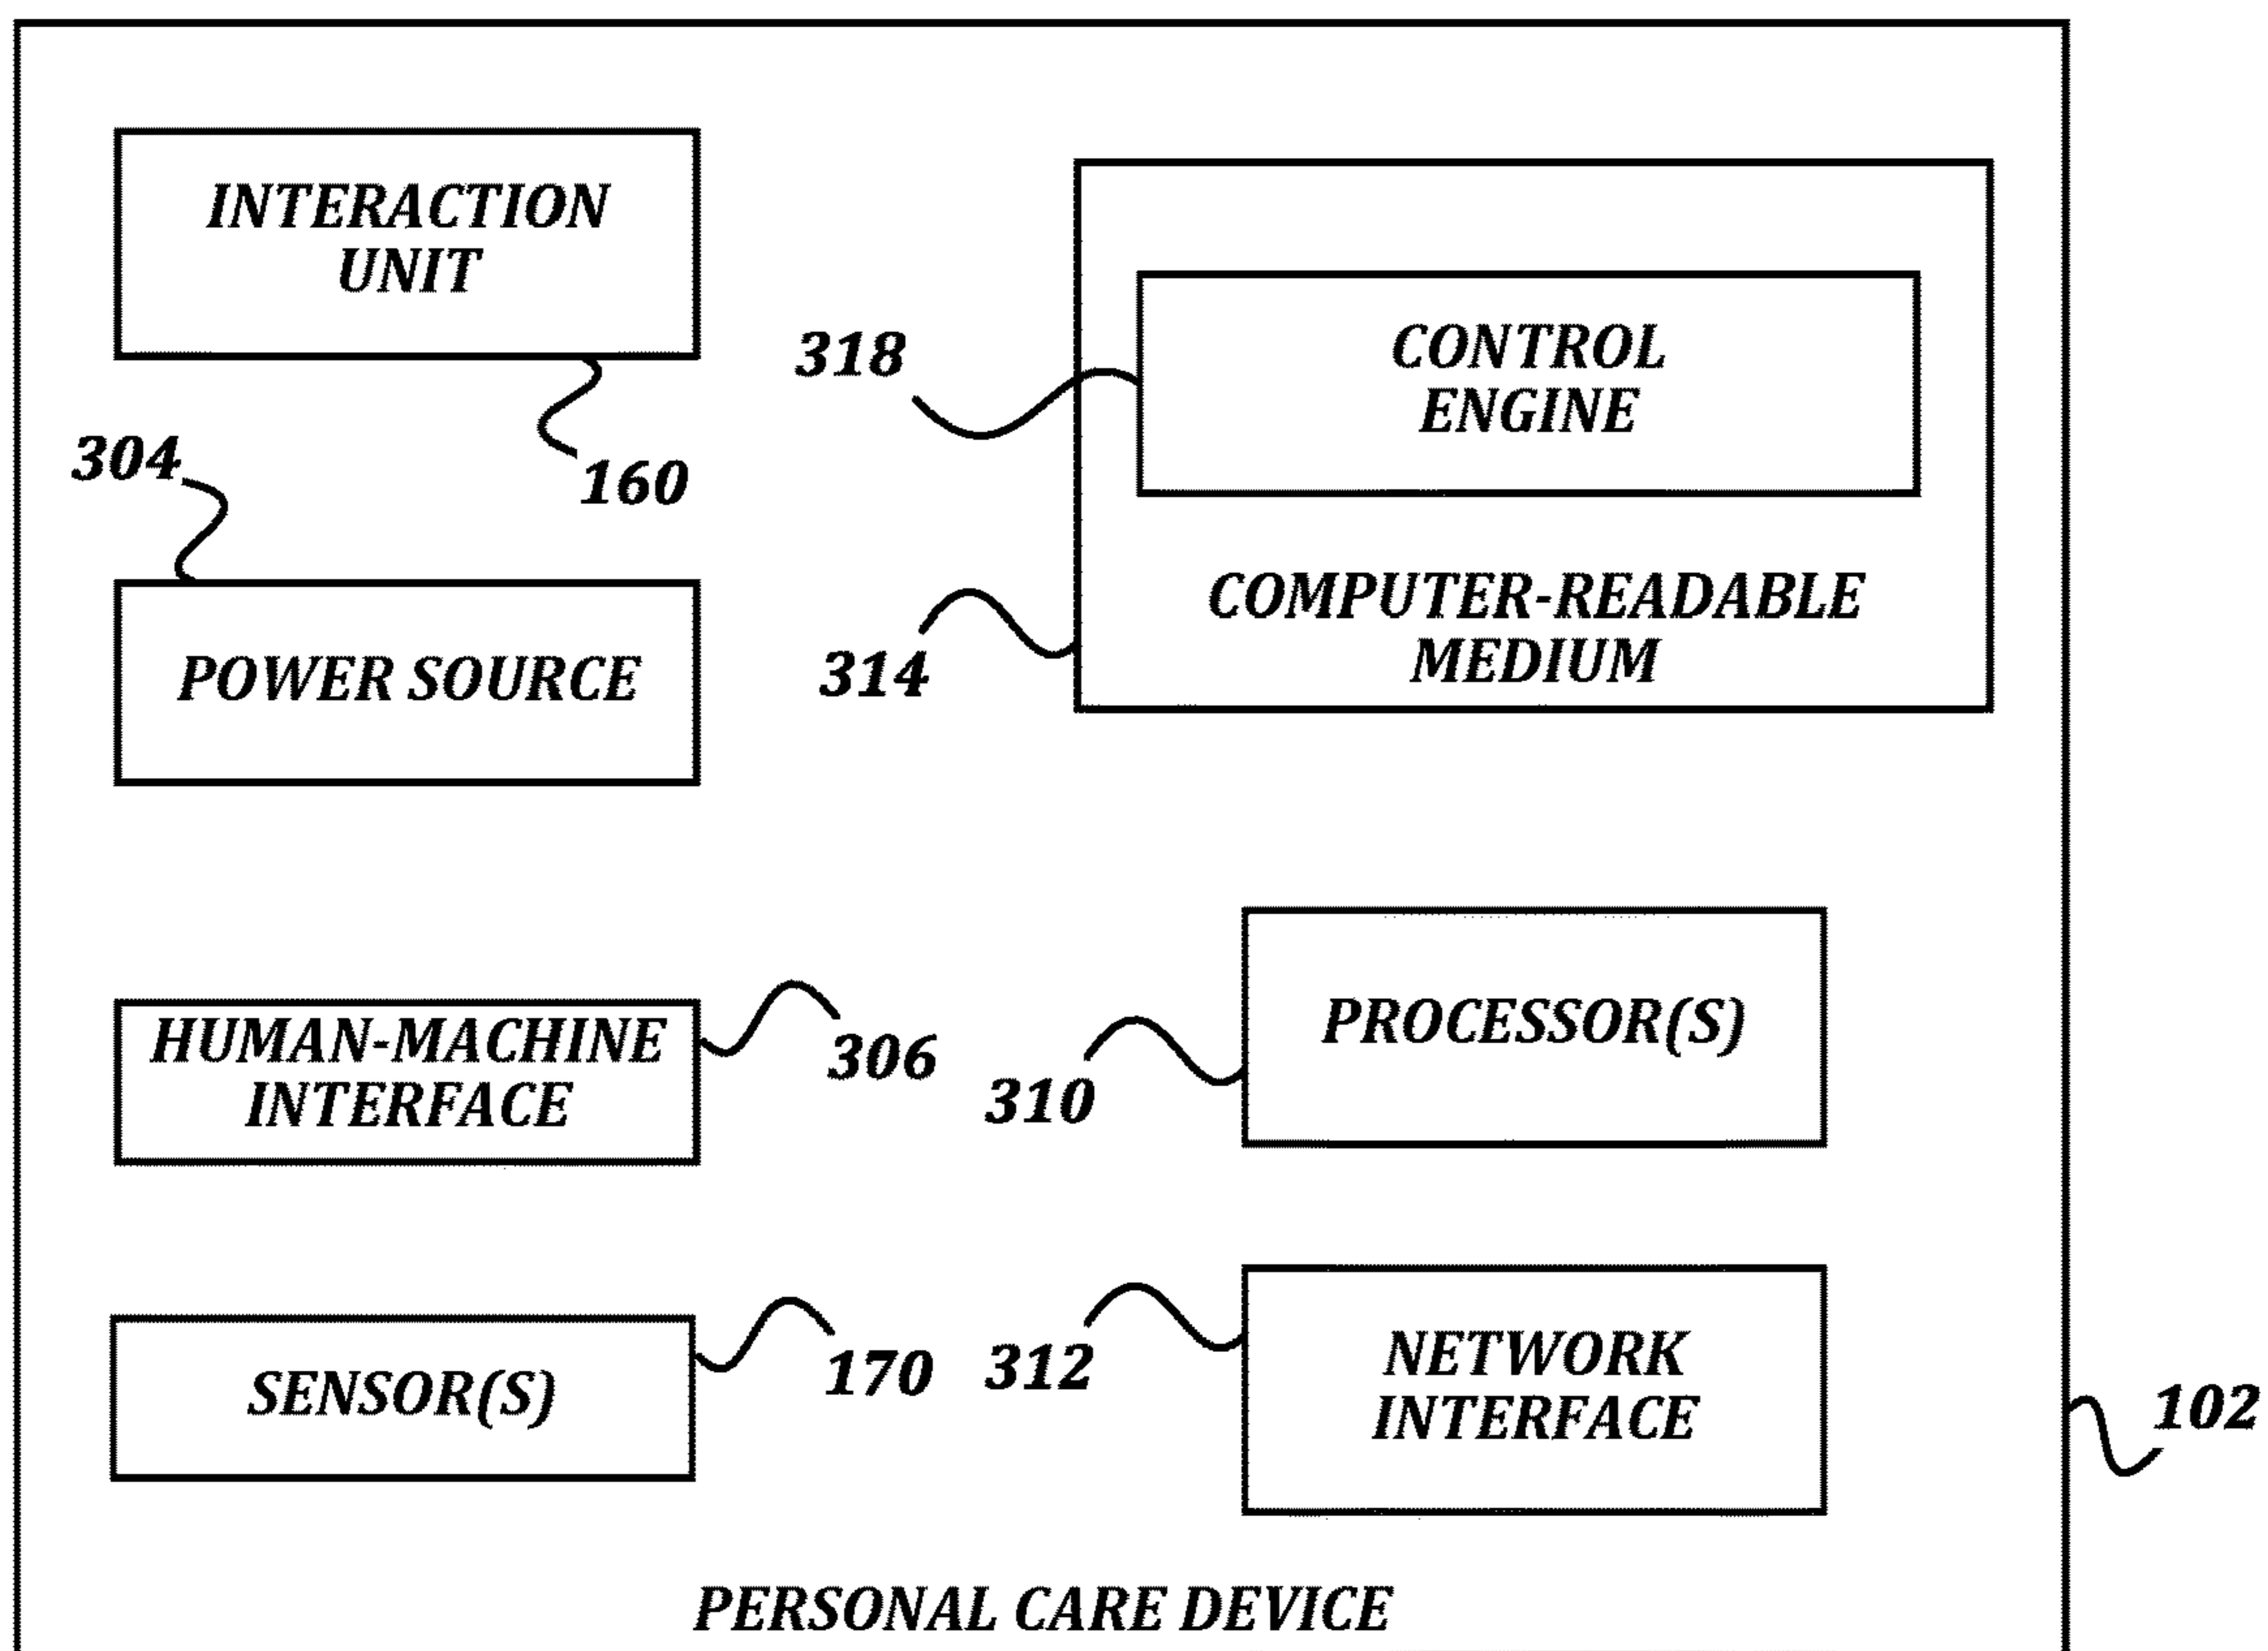 INTERACTION
UNIT
160
304
POWER SOURCE
318
CONTROL
ENGINE
314
COMPUTER-READABLE
MEDIUM
HUMAN-MACHINE
INTERFACE
306
310
PROCESSOR(S)
SENSOR(S)
170
312
NETWORK
INTERFACE
102
PERSONAL CARE DEVICE